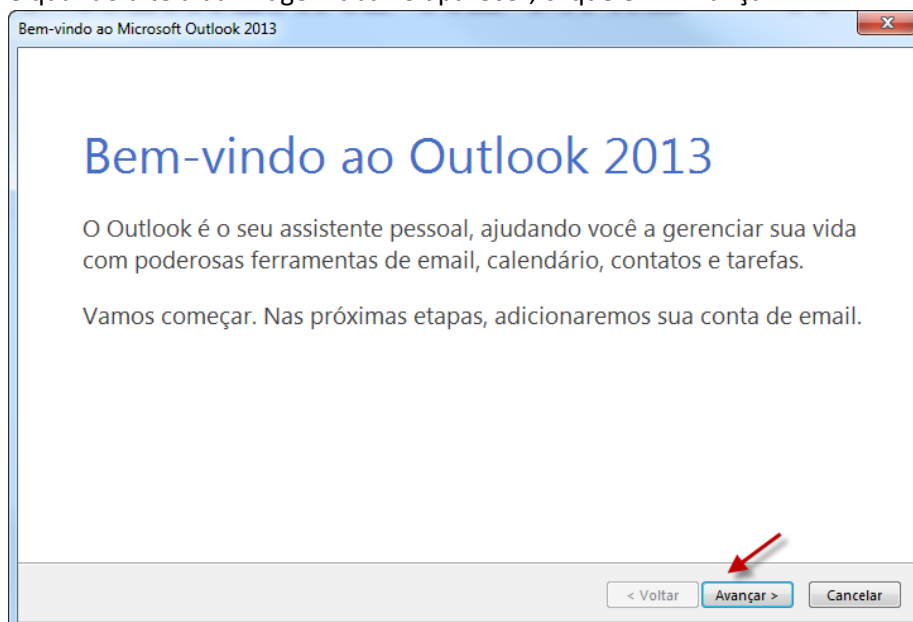 Bem-vindo ao Microsoft Outlook 2013
Bem-vindo ao Outlook 2013
O Outlook é o seu assistente pessoal, ajudando você a gerenciar sua vida
com poderosas ferramentas de email, calendário, contatos e tarefas.
Vamos começar. Nas próximas etapas, adicionaremos sua conta de email.
< Voltar Avançar > Cancelar